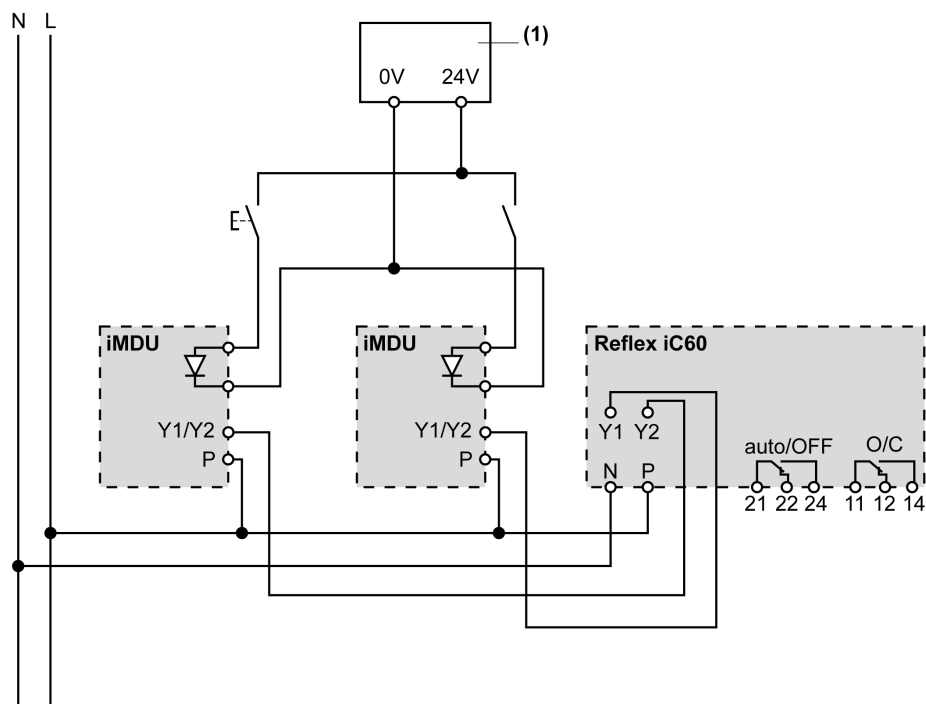 N L
(1)
0V 24V
iMDU
iMDU
Reflex iC60
Y1/Y2
P
Y1/Y2
P
Y1 Y2
N P
auto/OFF
O/C
21 22 24 11 12 14